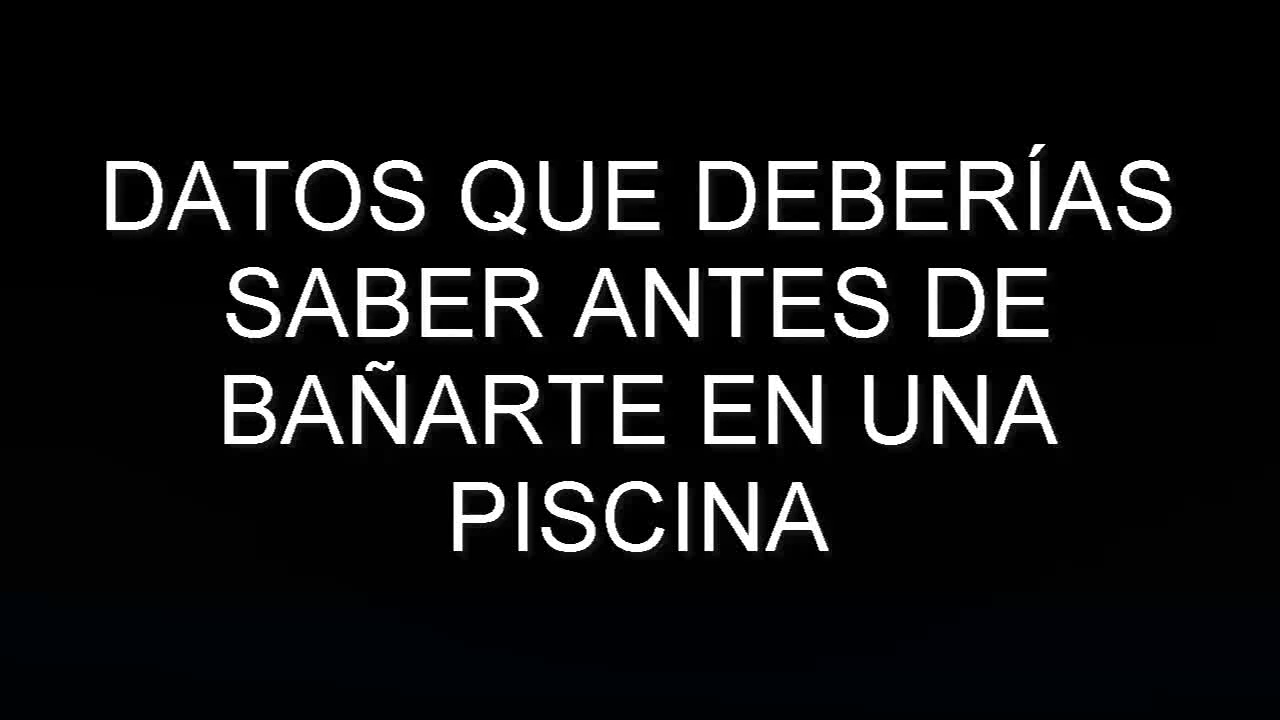 DATOS QUE DEBERÍAS
SABER ANTES DE
BAÑARTE EN UNA
PISCINA